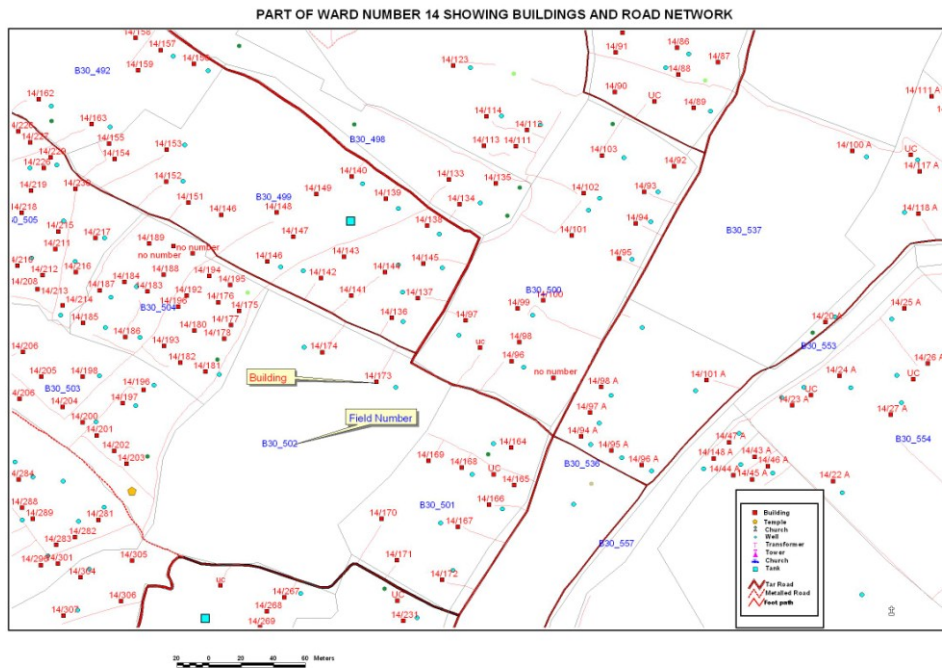 PART OF WARD NUMBER 14 SHOWING BUILDINGS AND ROAD NETWORK
14/158
14/157
14/159
B30_492
14/162
14/163
14/155
14/154
14/153
14/152
14/151
14/146
14/219
14/218
14/215
14/217
14/211
14/216
14/212
14/208
14/213
14/214
14/187
14/184
14/183
14/189
no number
no number
14/188
14/194
14/195
14/192
14/176
14/175
14/177
14/178
14/180
14/193
14/182
14/181
14/185
14/186
14/206
14/205
14/198
14/204
B30_503
14/196
14/197
14/200
14/201
14/202
14/203
14/123
14/114
14/112
14/113
14/111
B30_498
14/140
14/149
14/139
B30_499
14/148
14/147
14/138
14/133
14/134
14/135
14/146
14/143
14/142
14/144
14/145
14/141
14/137
14/136
14/174
14/173
Building
Field Number
B30_502
14/91
14/86
14/87
14/88
14/90
UC
14/89
14/103
14/92
14/102
14/93
14/94
14/101
14/95
B30_500
14/99
14/97
14/98
uc
14/96
no number
14/98 A
14/97 A
14/94 A
14/95 A
14/96 A
B30_536
B30_537
14/111 A
14/100 A
UC
14/117 A
14/118 A
14/25 A
14/20 A
B30_553
14/26 A
14/24 A
UC
UC
14/101 A
14/23 A
14/27 A
B30_554
14/47 A
14/148 A
14/43 A
14/46 A
14/44 A
14/45 A
14/22 A
14/164
14/169
14/168
UC
14/165
14/166
B30_501
14/167
14/170
14/171
14/172
B30_557
14/284
14/288
14/289
14/281
14/282
14/283
14/301
14/305
14/304
14/306
14/307
uc
14/267
14/268
14/269
UC
14/231
Building
Temple
Church
Well
Transformer
Tower
Church
Tank
Tar Road
Metalled Road
Foot path
20 0 20 40 60 Meters